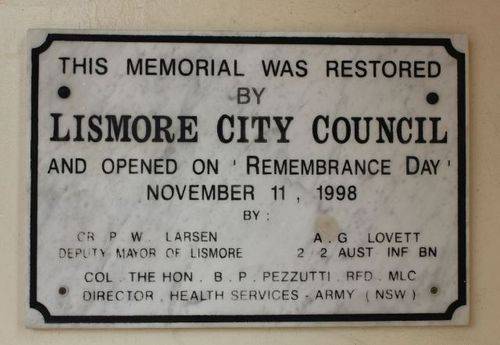 THIS MEMORIAL WAS RESTORED
BY
LISMORE CITY COUNCIL
AND OPENED ON ' REMEMBRANCE DAY '
NOVEMBER 11 , 1998
BY :
CR P W LARSEN
DEPUTY MAYOR OF LISMORE
A . G LOVETT
2 2 AUST INF BN
COL . THE HON . B . P . PEZZUTTI . RFD . MLC
DIRECTOR . HEALTH SERVICES - ARMY ( NSW )